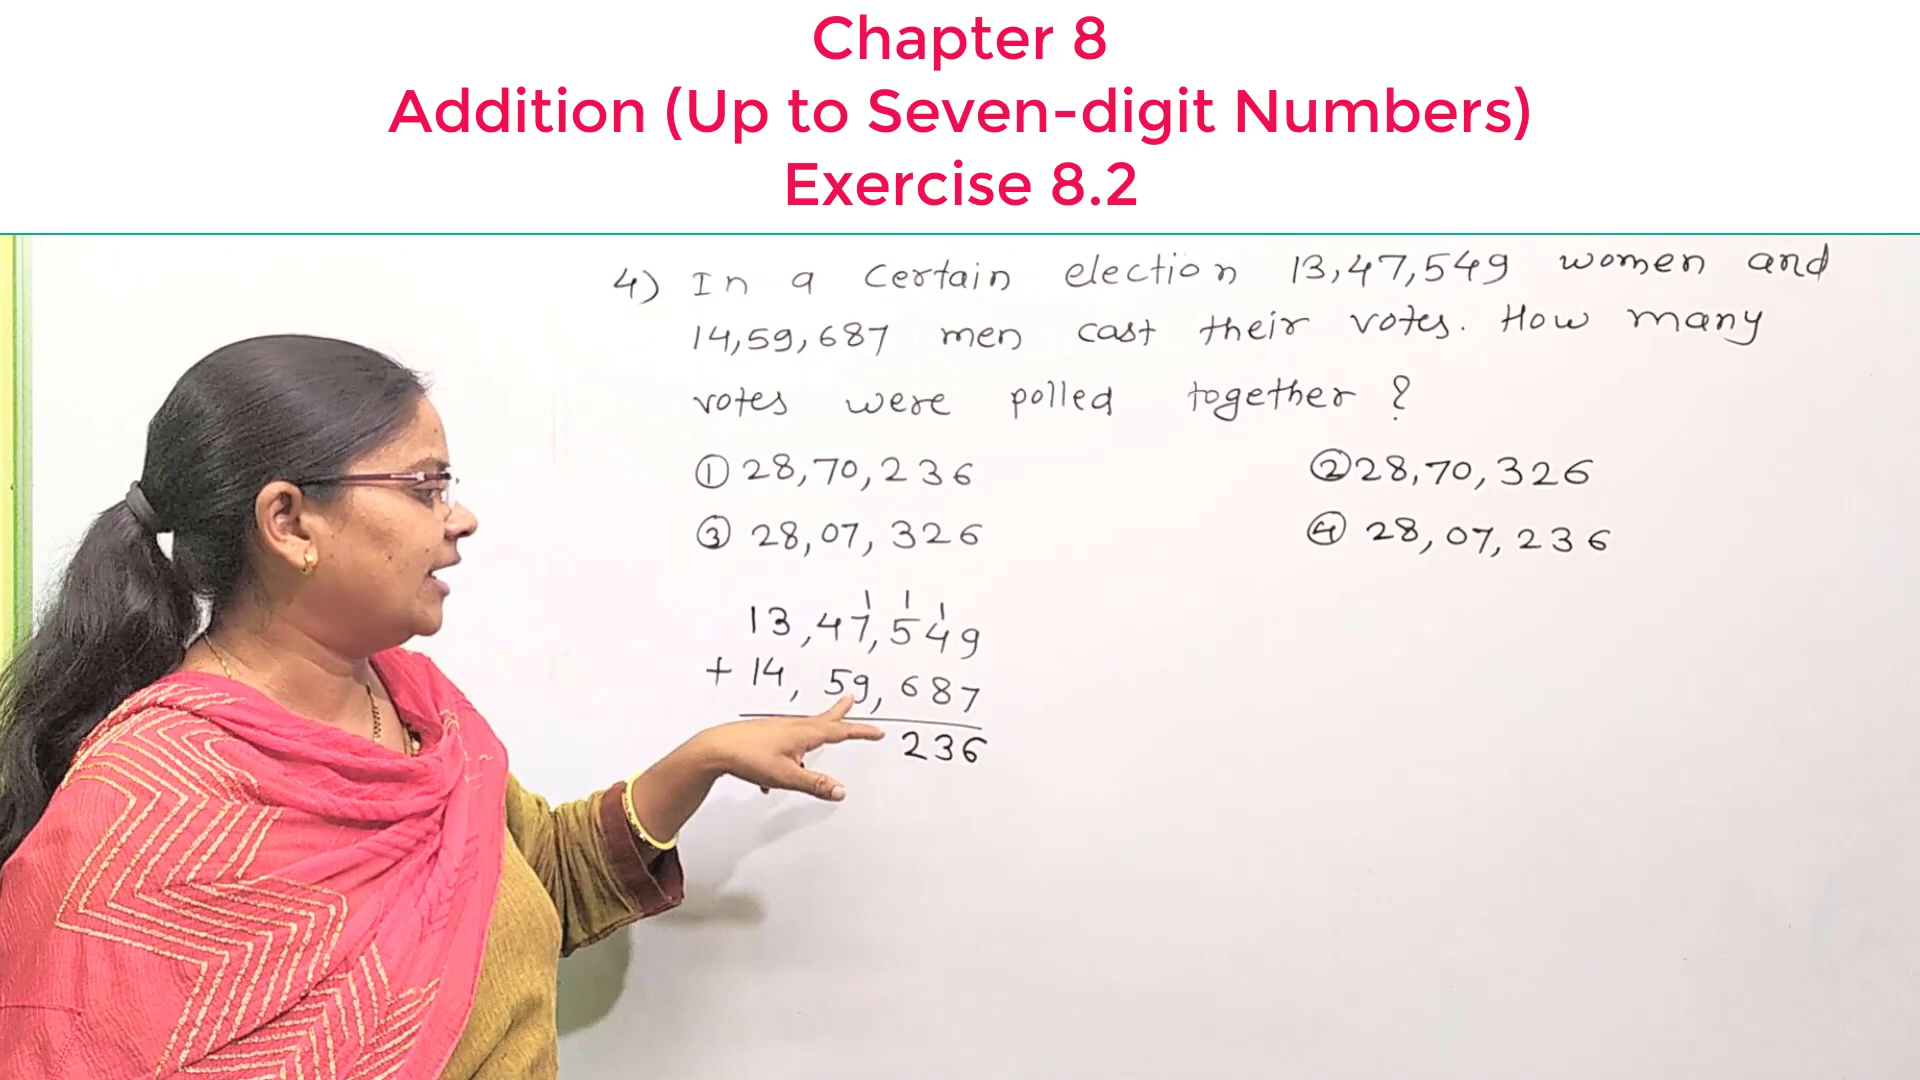 Chapter 8
Addition (Up to Seven-digit Numbers)
Exercise 8.2
4) In a certain election 13,47,549 women and
14,59,687 men cast their votes. How many
votes were polled together ?
① 28,70,236 ② 28,70,326
③ 28,07,326 ④ 28,07,236
1 1 1
13,47,549
+ 14,59,687
236